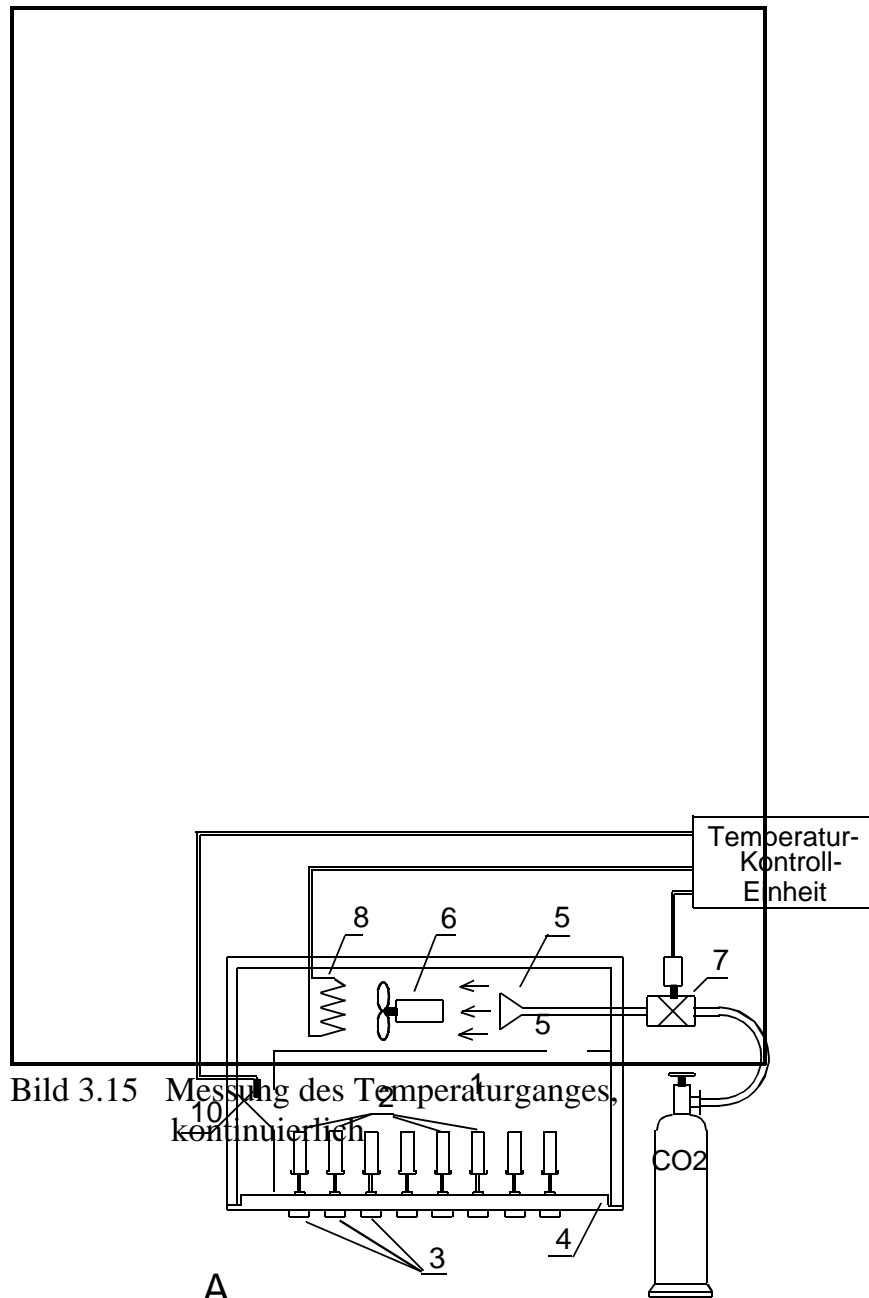 Temperatur-
Kontroll-
Einheit
8
6
5
7
5
Bild 3.15 Messung des Temperaturganges,
kontinuierlich
1
10
2
CO2
3
4
A